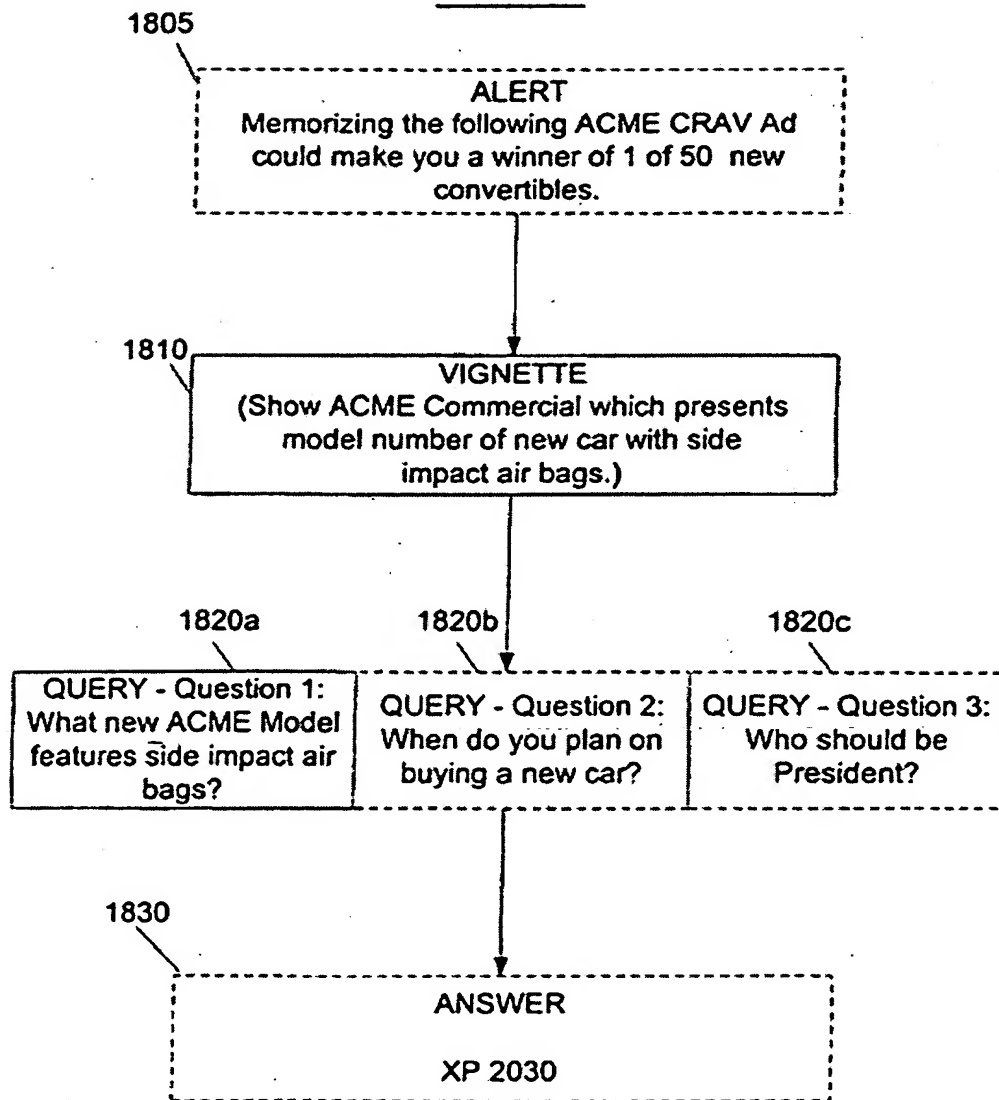 1805
ALERT
Memorizing the following ACME CRAV Ad
could make you a winner of 1 of 50 new
convertibles.
1810
VIGNETTE
(Show ACME Commercial which presents
model number of new car with side
impact air bags.)
1820a
1820b
1820c
QUERY - Question 1:
What new ACME Model
features side impact air
bags?
QUERY - Question 2:
When do you plan on
buying a new car?
QUERY - Question 3:
Who should be
President?
1830
ANSWER
XP 2030